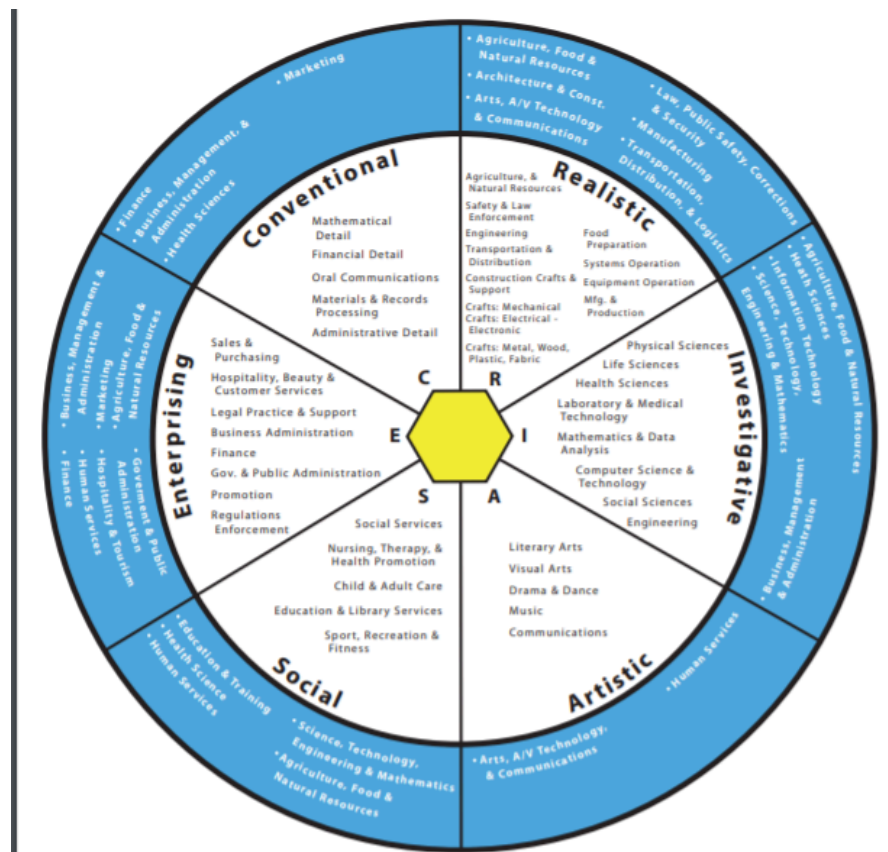 • Marketing
• Finance
• Business, Management, &
Administration
• Health Sciences
Conventional
Mathematical
Detail
Financial Detail
Oral Communications
Materials & Records
Processing
Administrative Detail
• Agriculture, Food &
Natural Resources
• Architecture & Const.
• Arts, A/V Technology
& Communications
• Law, Public Safety, Corrections
& Security
• Manufacturing
• Transportation,
Distribution, & Logistics
Realistic
Agriculture, &
Natural Resources
Safety & Law
Enforcement
Engineering
Transportation &
Distribution
Construction Crafts &
Support
Crafts: Mechanical
Crafts: Electrical -
Electronic
Crafts: Metal, Wood,
Plastic, Fabric
Food
Preparation
Systems Operation
Equipment Operation
Mfg. &
Production
• Agriculture, Food & Natural Resources
• Heath Sciences
• Information Technology
• Science, Technology,
Engineering & Mathematics
• Business, Management
& Administration
Investigative
Physical Sciences
Life Sciences
Health Sciences
Laboratory & Medical
Technology
Mathematics & Data
Analysis
Computer Science &
Technology
Social Sciences
Engineering
• Human Services
• Arts, A/V Technology,
& Communications
Artistic
Literary Arts
Visual Arts
Drama & Dance
Music
Communications
• Education & Training
• Health Science
• Human Services
• Science, Technology,
Engineering & Mathematics
• Agriculture, Food &
Natural Resources
Social
Social Services
Nursing, Therapy, &
Health Promotion
Child & Adult Care
Education & Library Services
Sport, Recreation &
Fitness
• Business, Management &
Administration
• Marketing
• Agriculture, Food &
Natural Resources
• Goverment & Public
Administration
• Hospitality & Tourism
• Human Services
• Finance
Enterprising
Sales &
Purchasing
Hospitality, Beauty &
Customer Services
Legal Practice & Support
Business Administration
Finance
Gov. & Public Administration
Promotion
Regulations
Enforcement
C
R
E
I
S
A